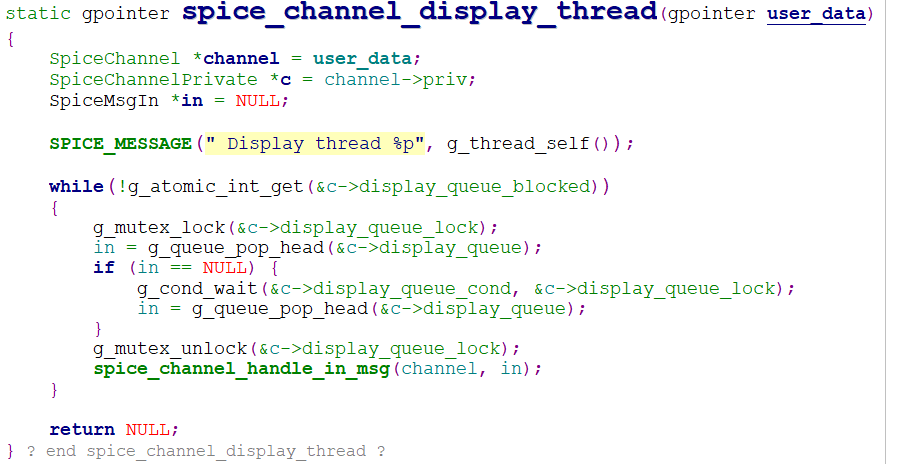 static gpointer spice_channel_display_thread(gpointer user_data)
{
    SpiceChannel *channel = user_data;
    SpiceChannelPrivate *c = channel->priv;
    SpiceMsgIn *in = NULL;

    SPICE_MESSAGE(" Display thread %p", g_thread_self());

    while(!g_atomic_int_get(&c->display_queue_blocked))
    {
        g_mutex_lock(&c->display_queue_lock);
        in = g_queue_pop_head(&c->display_queue);
        if (in == NULL) {
            g_cond_wait(&c->display_queue_cond, &c->display_queue_lock);
            in = g_queue_pop_head(&c->display_queue);
        }
        g_mutex_unlock(&c->display_queue_lock);
        spice_channel_handle_in_msg(channel, in);
    }

    return NULL;
} ? end spice_channel_display_thread ?